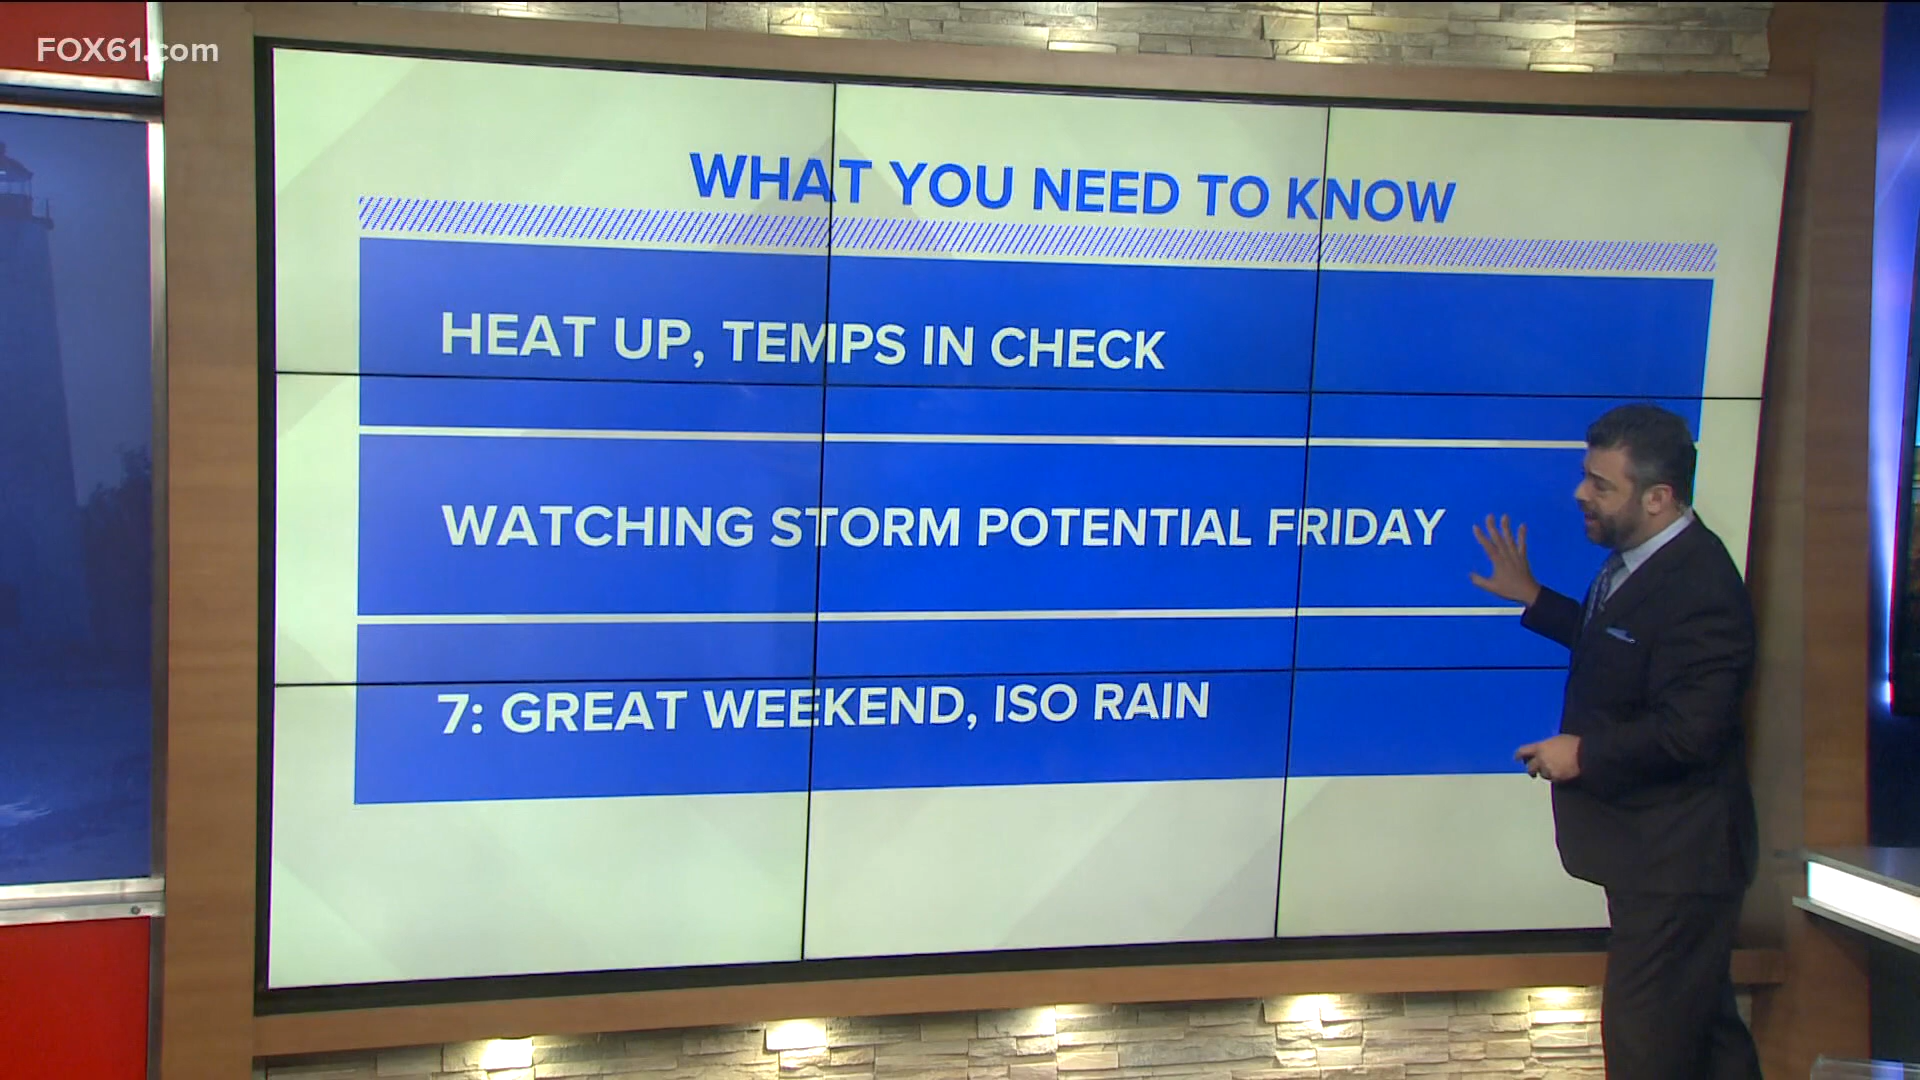 FOX61.com
WHAT YOU NEED TO KNOW
HEAT UP, TEMPS IN CHECK
WATCHING STORM POTENTIAL FRIDAY
7: GREAT WEEKEND, ISO RAIN